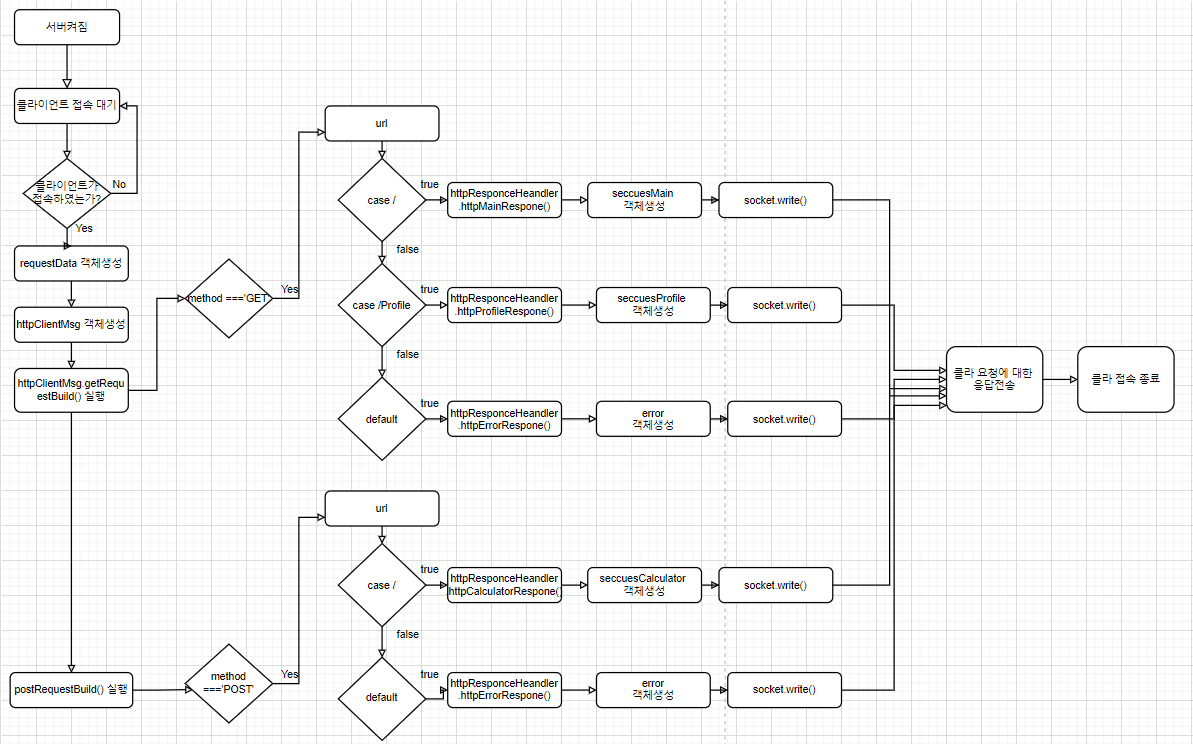 서버켜짐
클라이언트 접속 대기
클라이언트가
접속하였는가?
No
Yes
requestData 객체생성
httpClientMsg 객체생성
httpClientMsg.getRequ
estBuild() 실행
method ==='GET'
Yes
url
case /
true
httpResponceHeandler
.httpMainRespone()
seccuesMain
객체생성
socket.write()
false
case /Profile
true
httpResponceHeandler
.httpProfileRespone()
seccuesProfile
객체생성
socket.write()
false
default
true
httpResponceHeandler
.httpErrorRespone()
error
객체생성
socket.write()
클라 요청에 대한
응답전송
클라 접속 종료
postRequestBuild() 실행
method
==='POST'
Yes
url
case /
true
httpResponceHeandler
.httpCalculatorRespone()
seccuesCalculator
객체생성
socket.write()
false
default
true
httpResponceHeandler
.httpErrorRespone()
error
객체생성
socket.write()